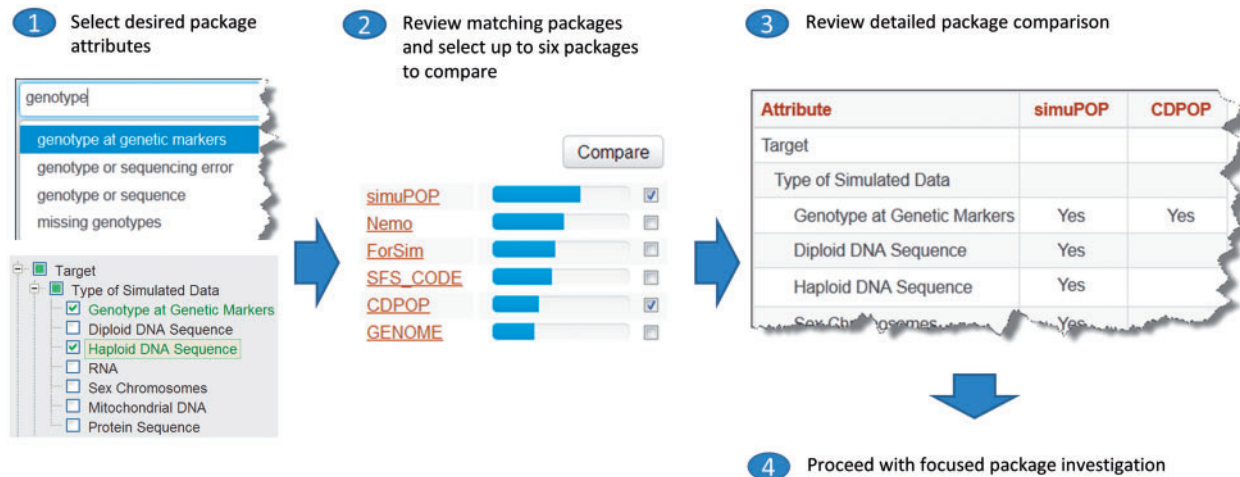 1 Select desired package
attributes
genotype
genotype at genetic markers
genotype or sequencing error
genotype or sequence
missing genotypes
Target
Type of Simulated Data
Genotype at Genetic Markers
Diploid DNA Sequence
Haploid DNA Sequence
RNA
Sex Chromosomes
Mitochondrial DNA
Protein Sequence
2 Review matching packages
and select up to six packages
to compare
Compare
simuPOP
Nemo
ForSim
SFS_CODE
CDPOP
GENOME
3 Review detailed package comparison
Attribute simuPOP CDPOP
Target
Type of Simulated Data
Genotype at Genetic Markers Yes Yes
Diploid DNA Sequence Yes
Haploid DNA Sequence Yes
Sex Chromosomes Yes
4 Proceed with focused package investigation